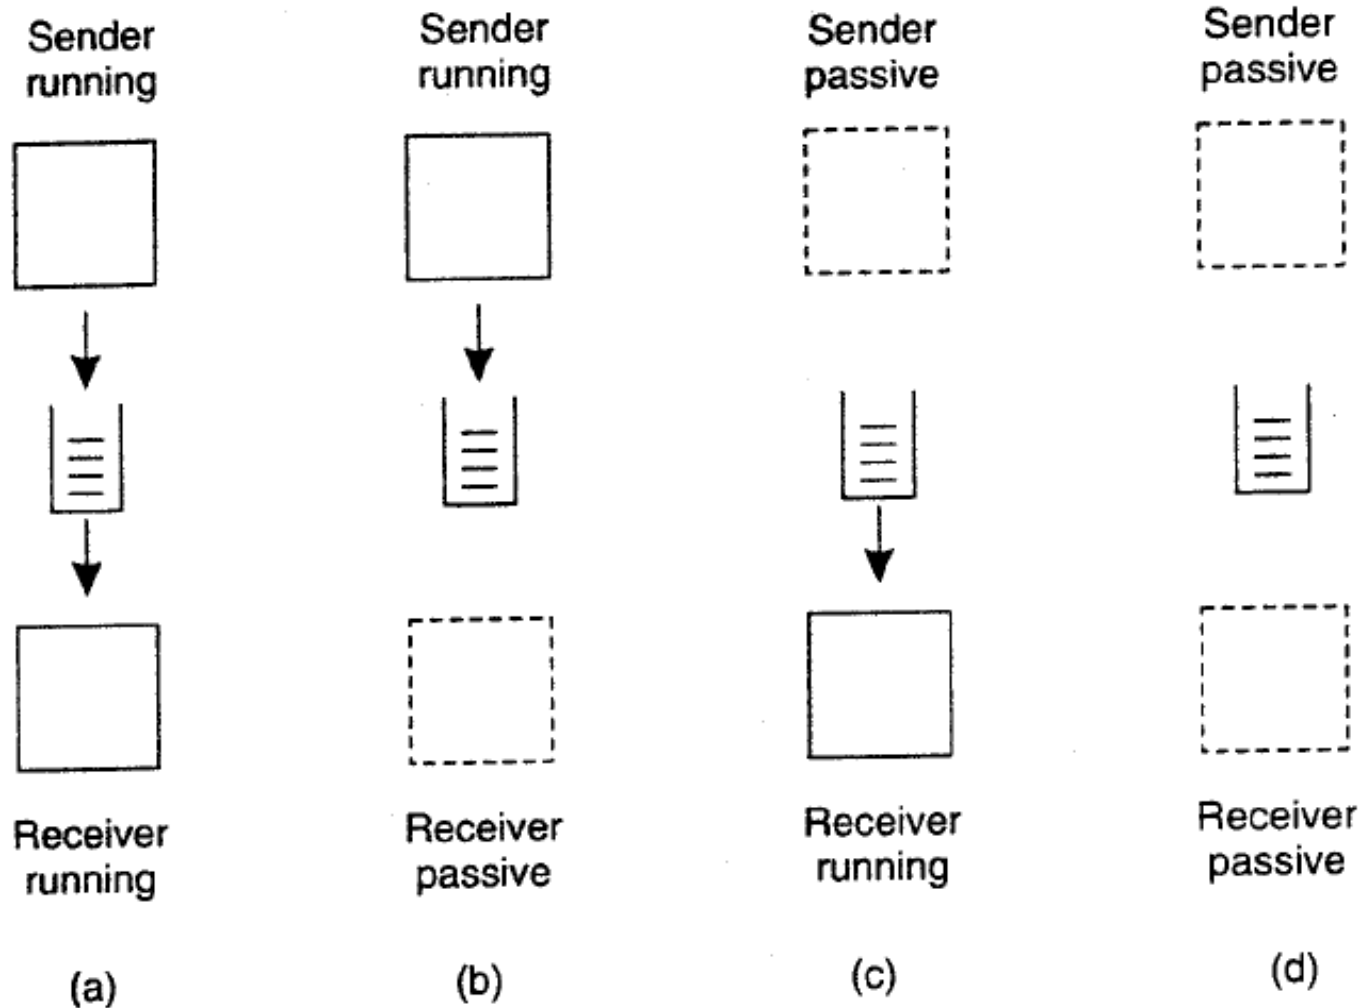 Sender
running
Sender
running
Sender
passive
Sender
passive
Receiver
running
Receiver
passive
Receiver
running
Receiver
passive
(a)
(b)
(c)
(d)